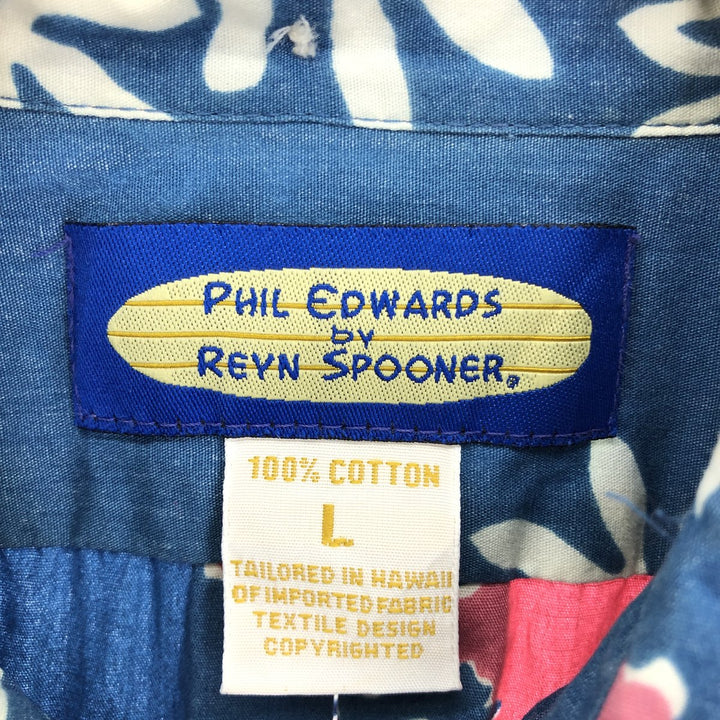 PHIL EDWARDS
by
REYN SPOONER®
100% COTTON
L
TAILORED IN HAWAII
OF IMPORTED FABRIC
TEXTILE DESIGN
COPYRIGHTED